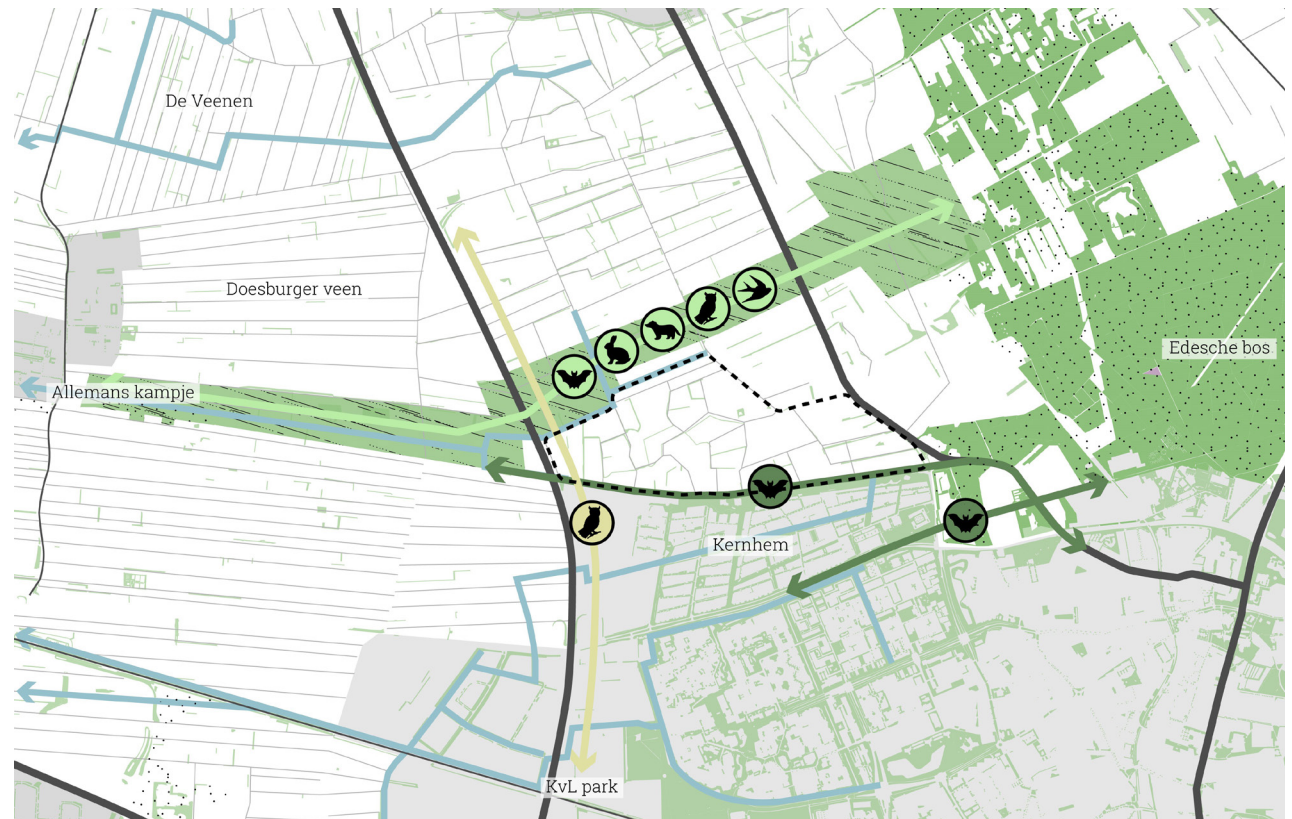 De Veenen
Doesburger veen
Edesche bos
Allemans kampje
Kernhem
KvL park